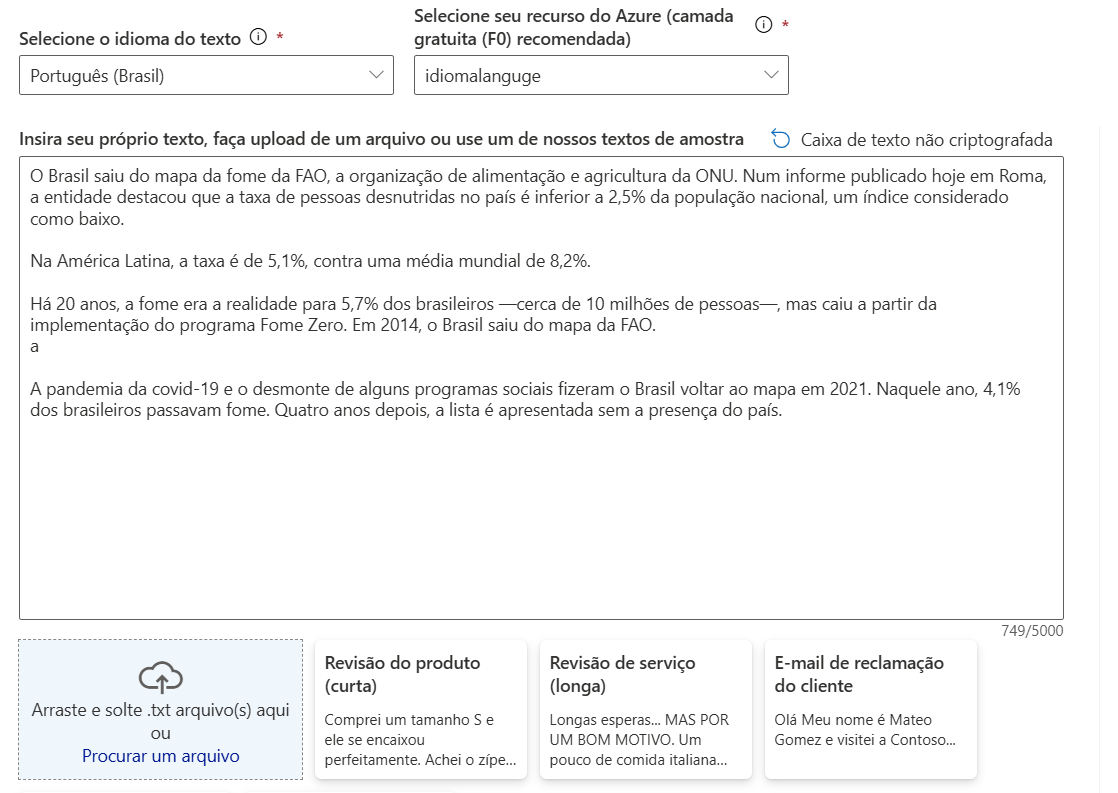 Selecione o idioma do texto *
Selecione seu recurso do Azure (camada
gratuita (F0) recomendada) *
Português (Brasil)
idiomalanguge
Insira seu próprio texto, faça upload de um arquivo ou use um de nossos textos de amostra
Caixa de texto não criptografada
O Brasil saiu do mapa da fome da FAO, a organização de alimentação e agricultura da ONU. Num informe publicado hoje em Roma,
a entidade destacou que a taxa de pessoas desnutridas no país é inferior a 2,5% da população nacional, um índice considerado
como baixo.
Na América Latina, a taxa é de 5,1%, contra uma média mundial de 8,2%.
Há 20 anos, a fome era a realidade para 5,7% dos brasileiros —cerca de 10 milhões de pessoas—, mas caiu a partir da
implementação do programa Fome Zero. Em 2014, o Brasil saiu do mapa da FAO.
a
A pandemia da covid-19 e o desmonte de alguns programas sociais fizeram o Brasil voltar ao mapa em 2021. Naquele ano, 4,1%
dos brasileiros passavam fome. Quatro anos depois, a lista é apresentada sem a presença do país.
749/5000
Arraste e solte .txt arquivo(s) aqui
ou
Procurar um arquivo
Revisão do produto
(curta)
Comprei um tamanho S e
ele se encaixou
perfeitamente. Achei o zípe...
Revisão de serviço
(longa)
Longas esperas... MAS POR
UM BOM MOTIVO. Um
pouco de comida italiana...
E-mail de reclamação
do cliente
Olá Meu nome é Mateo
Gomez e visitei a Contoso...